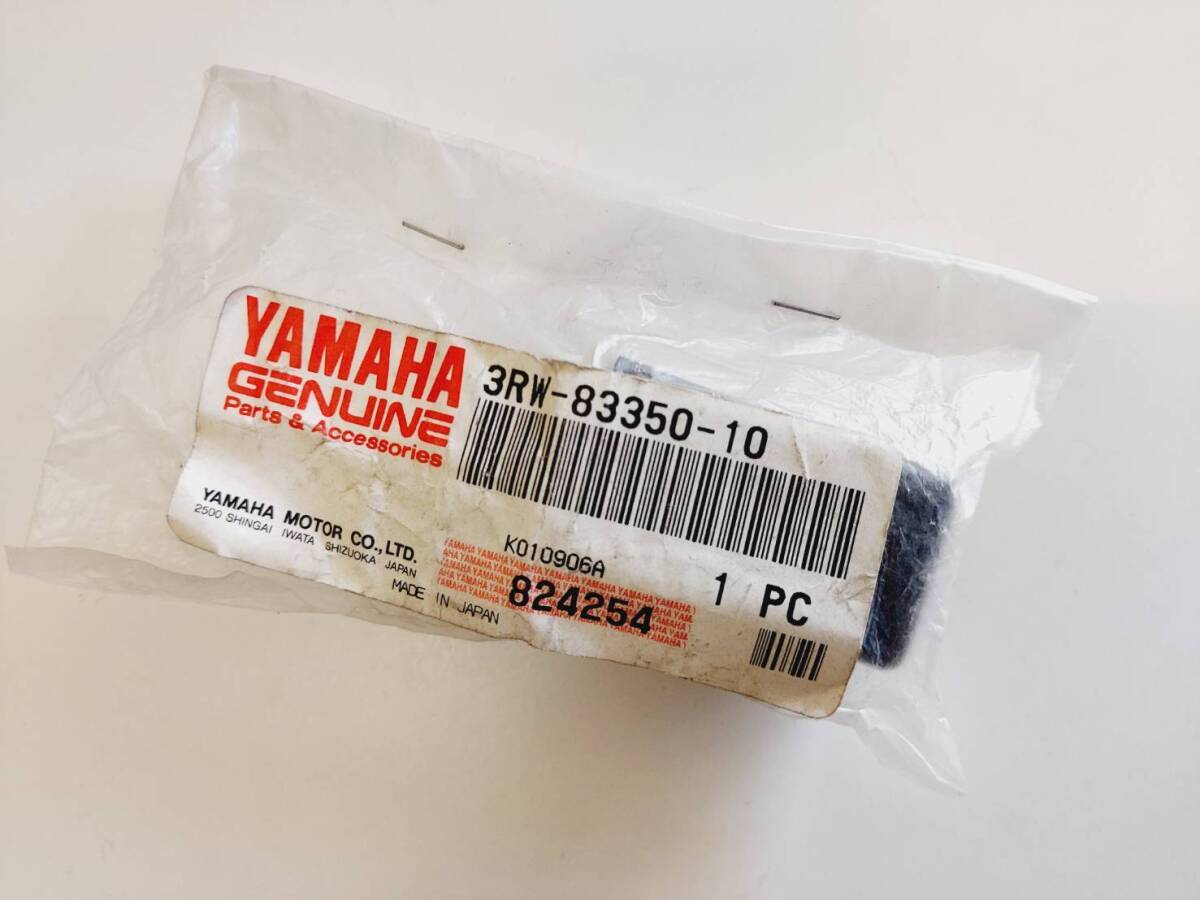 YAMAHA
GENUINE
Parts & Accessories
3RW-83350-10
YAMAHA MOTOR CO., LTD.
2500 SHINGAI IWATA SHIZUOKA JAPAN
MADE IN JAPAN
K010906A
824254
1 PC